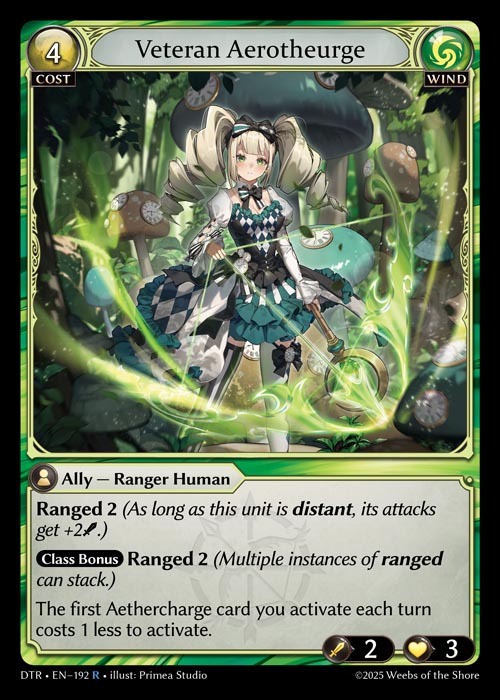 4
COST
Veteran Aerotheurge
WIND
Ally — Ranger Human
Ranged 2 (As long as this unit is distant, its attacks
get +2.)
Class Bonus Ranged 2 (Multiple instances of ranged
can stack.)
The first Aethercharge card you activate each turn
costs 1 less to activate.
2
3
DTR • EN–192 R • illust: Primea Studio
©2025 Weebs of the Shore